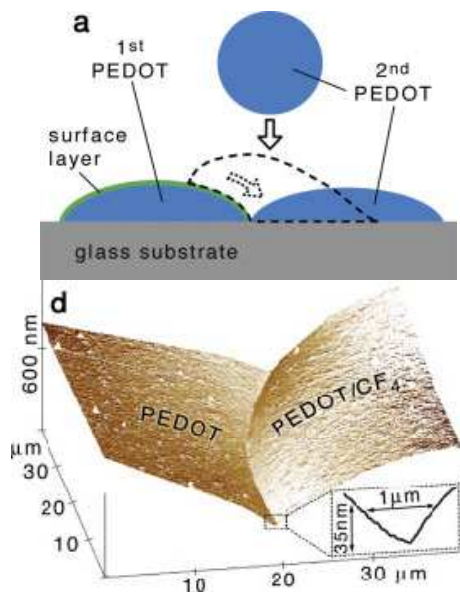 a
1st
PEDOT
2nd
PEDOT
surface
layer
glass substrate
d
600 nm
PEDOT
PEDOT/CF4
μm
30
20
10
10
20
30 μm
1μm
35nm